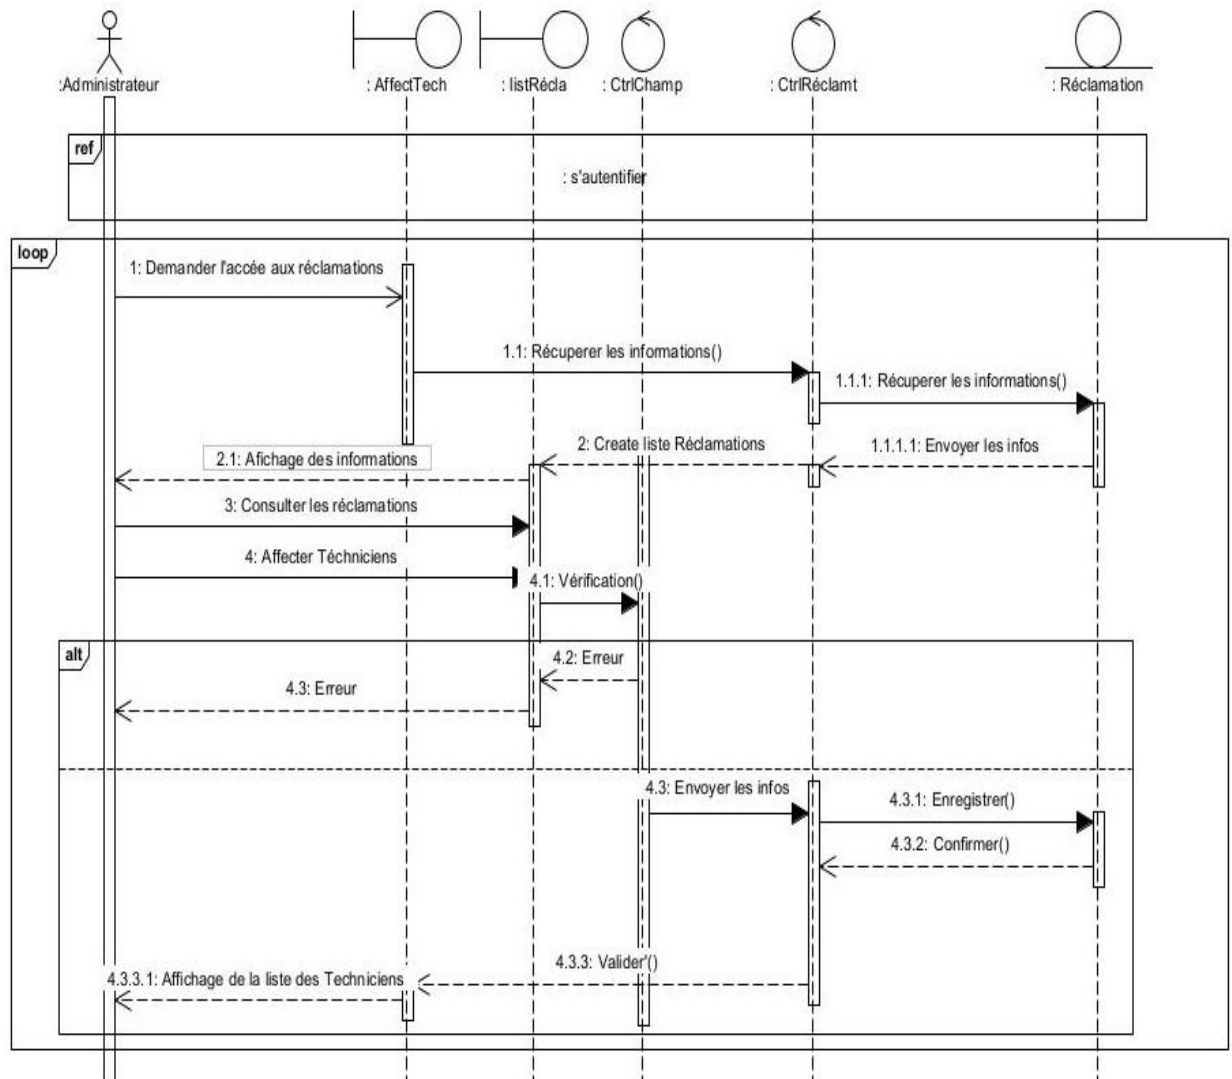 :Administrateur
: AffectTech
: listRécla
: CtrlChamp
: CtrlRéclamt
: Réclamation
ref
: s'autentifier
loop
1: Demander l'accée aux réclamations
1.1: Récuperer les informations()
1.1.1: Récuperer les informations()
2: Create liste Réclamations
1.1.1.1: Envoyer les infos
2.1: Afichage des informations
3: Consulter les réclamations
4: Affecter Téchniciens
4.1: Vérification()
alt
4.2: Erreur
4.3: Erreur
4.3: Envoyer les infos
4.3.1: Enregistrer()
4.3.2: Confirmer()
4.3.3: Valider'()
4.3.3.1: Affichage de la liste des Techniciens